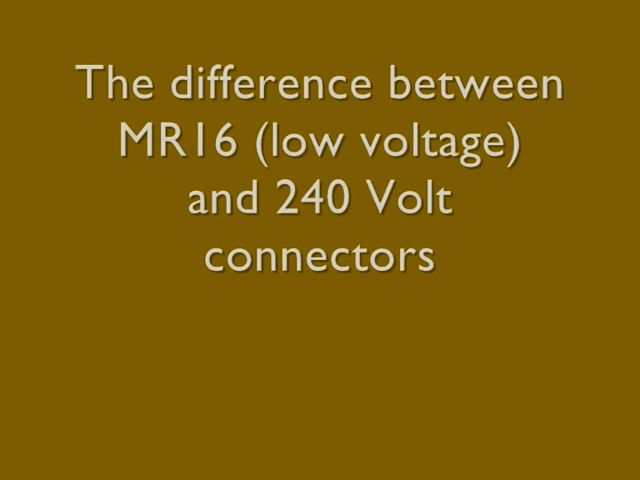 The difference between
MR16 (low voltage)
and 240 Volt
connectors